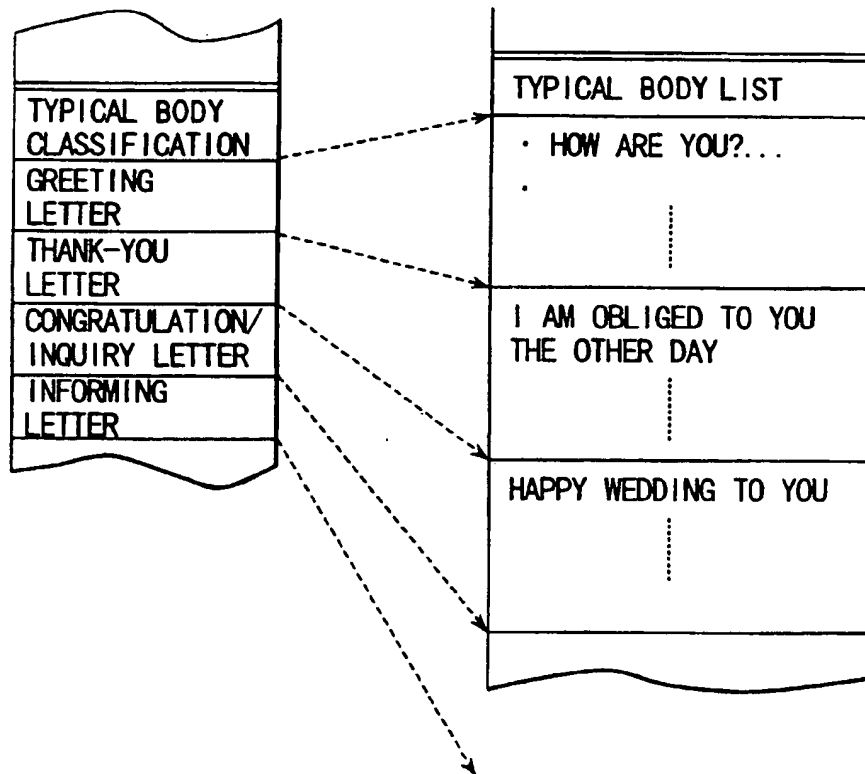 TYPICAL BODY
CLASSIFICATION
GREETING
LETTER
THANK-YOU
LETTER
CONGRATULATION/
INQUIRY LETTER
INFORMING
LETTER
TYPICAL BODY LIST
· HOW ARE YOU?...
·
I AM OBLIGED TO YOU
THE OTHER DAY
HAPPY WEDDING TO YOU